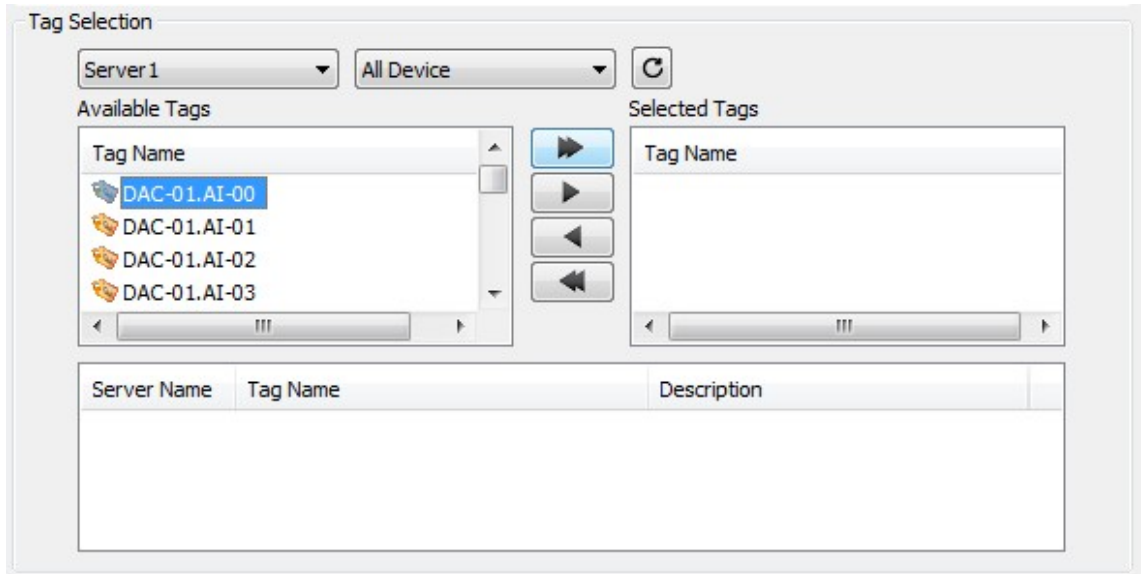 Tag Selection
Server1 All Device
Available Tags Selected Tags
Tag Name Tag Name
DAC-01.AI-00
DAC-01.AI-01
DAC-01.AI-02
DAC-01.AI-03
Server Name Tag Name Description